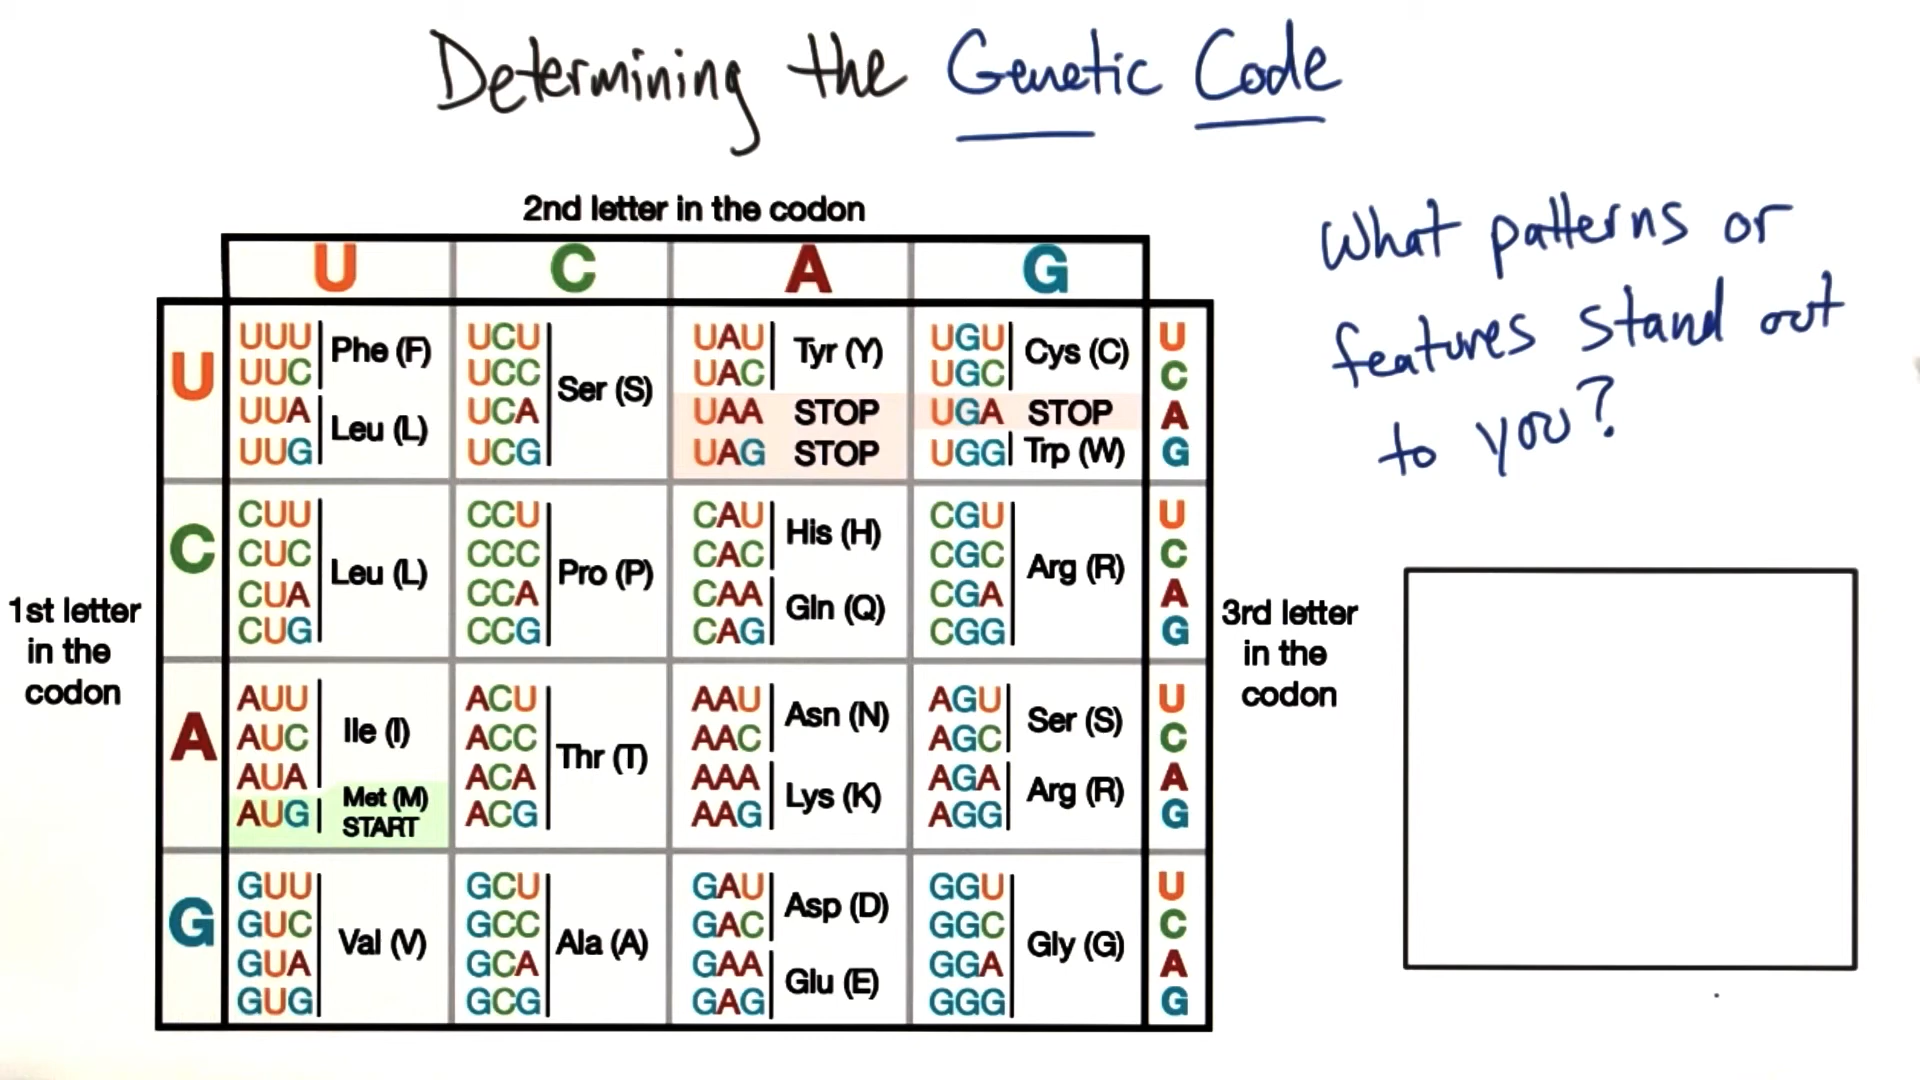 Determining the Genetic Code
2nd letter in the codon
U C A G
U
UUU Phe (F) UCU Ser (S) UAU Tyr (Y) UGU Cys (C) U
UUC UCC UAC UGC C
UUA Leu (L) UCA UAA STOP UGA STOP A
UUG UCG UAG STOP UGG Trp (W) G
C
CUU Leu (L) CCU Pro (P) CAU His (H) CGU Arg (R) U
CUC CCC CAC CGC C
CUA CCA CAA Gln (Q) CGA A
CUG CCG CAG CGG G
A
AUU Ile (I) ACU Thr (T) AAU Asn (N) AGU Ser (S) U
AUC ACC AAC AGC C
AUA ACA AAA Lys (K) AGA Arg (R) A
AUG Met (M) START ACG AAG AGG G
G
GUU Val (V) GCU Ala (A) GAU Asp (D) GGU Gly (G) U
GUC GCC GAC GGC C
GUA GCA GAA Glu (E) GGA A
GUG GCG GAG GGG G
1st letter
in the
codon
3rd letter
in the
codon
What patterns or
features stand out
to you?